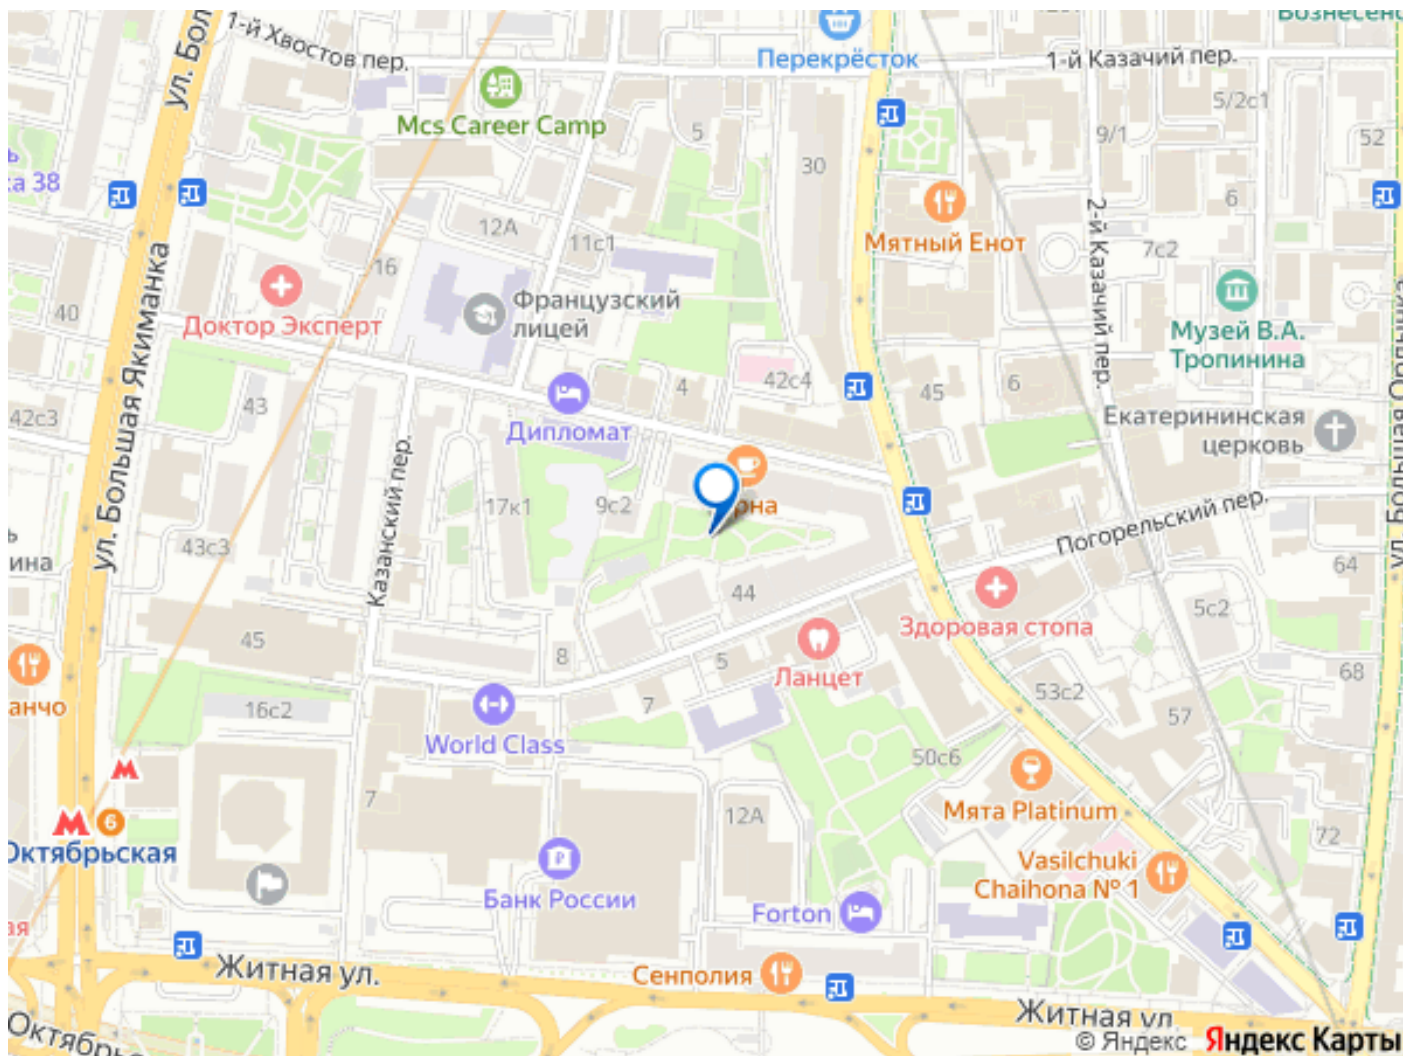 Вознесенс
ул. Бол
1-й Хвостов пер.
Перекрёсток
1-й Казачий пер.
5/2с1
Mcs Career Camp
5
30
9/1
52
ь
ка 38
12А
11с1
6
Мятный Енот
2-й Казачий пер.
7с2
16
40
Французский
лицей
Доктор Эксперт
Музей В.А.
Тропинина
ул. Большая Якиманка
42с4
4
45
6
43
42с3
Дипломат
Екатерининская
церковь
ул. Большая Ордынка
Казанский пер.
17к1
9с2
рна
Погорельский пер.
ь
ина
43с3
44
64
5с2
Здоровая стопа
45
8
5
Ланцет
68
53с2
анчо
16с2
7
57
World Class
50с6
7
12А
Мята Platinum
6
Октябрьская
72
Vasilchuki
Chaihona № 1
Банк России
Forton
ая
Житная ул.
Сенполия
Житная ул
Октябрь
© Яндекс Яндекс Карты